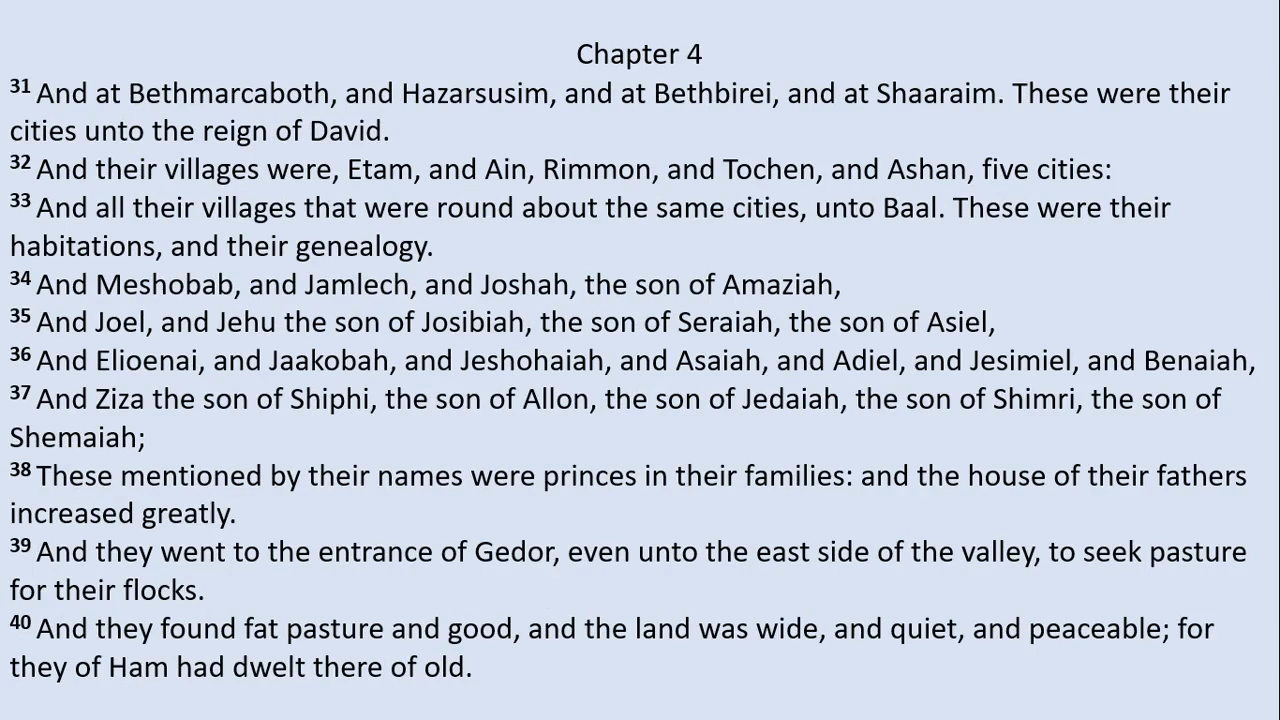 Chapter 4
31 And at Bethmarcaboth, and Hazarsusim, and at Bethbirei, and at Shaaraim. These were their
cities unto the reign of David.
32 And their villages were, Etam, and Ain, Rimmon, and Tochen, and Ashan, five cities:
33 And all their villages that were round about the same cities, unto Baal. These were their
habitations, and their genealogy.
34 And Meshobab, and Jamlech, and Joshah, the son of Amaziah,
35 And Joel, and Jehu the son of Josibiah, the son of Seraiah, the son of Asiel,
36 And Elioenai, and Jaakobah, and Jeshohaiah, and Asaiah, and Adiel, and Jesimiel, and Benaiah,
37 And Ziza the son of Shiphi, the son of Allon, the son of Jedaiah, the son of Shimri, the son of
Shemaiah;
38 These mentioned by their names were princes in their families: and the house of their fathers
increased greatly.
39 And they went to the entrance of Gedor, even unto the east side of the valley, to seek pasture
for their flocks.
40 And they found fat pasture and good, and the land was wide, and quiet, and peaceable; for
they of Ham had dwelt there of old.